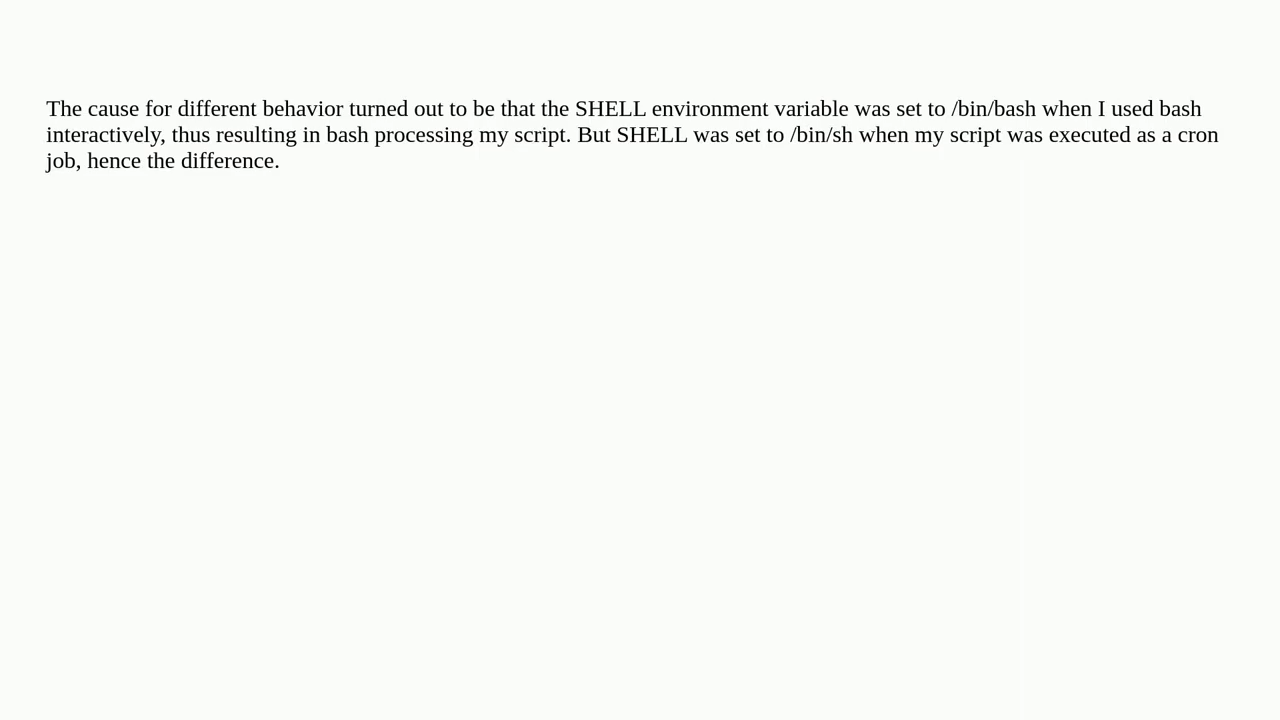 The cause for different behavior turned out to be that the SHELL environment variable was set to /bin/bash when I used bash
interactively, thus resulting in bash processing my script. But SHELL was set to /bin/sh when my script was executed as a cron
job, hence the difference.